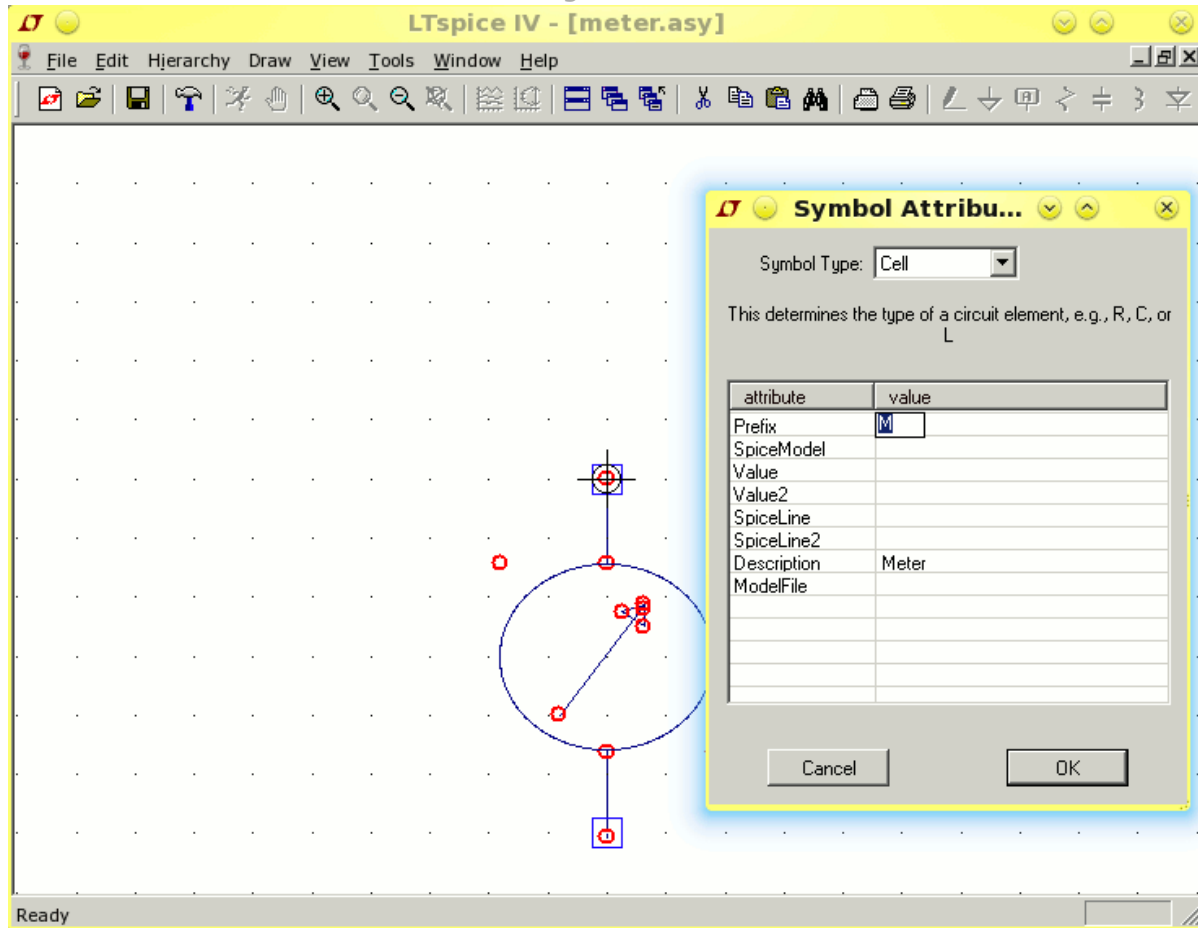 LTspice IV - [meter.asy]
File Edit Hierarchy Draw View Tools Window Help
Symbol Attribu...
Symbol Type: Cell
This determines the type of a circuit element, e.g., R, C, or
L
attribute value
Prefix M
SpiceModel
Value
Value2
SpiceLine
SpiceLine2
Description Meter
ModelFile
Cancel OK
Ready